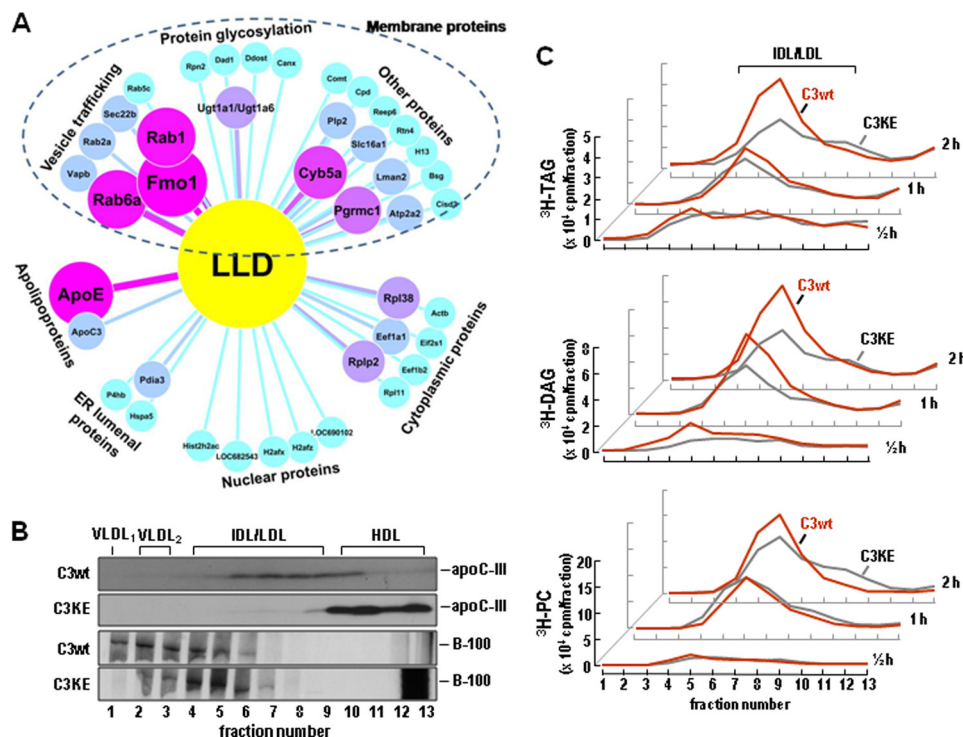 A
Protein glycosylation
Membrane proteins
Rpn2
Dad1
Ddost
Canx
Ugt1a1/Ugt1a6
Vesicle trafficking
Rab5c
Sec22b
Rab2a
Vapb
Rab1
Fmo1
Rab6a
Other proteins
Comt
Cpd
Reep6
Rtn4
H13
Bsg
Plp2
Slc16a1
Lman2
Atp2a2
Cyb5a
Pgrmc1
LLD
Apolipoproteins
ApoE
ApoC3
ER lumenal
proteins
Pdia3
P4hb
Hspa5
Nuclear proteins
Hist2h2ac
LOC682543
H2afx
H2afz
LOC690102
Cytoplasmic proteins
Rpl38
Actb
Eef1a1
Eif2s1
Rplp2
Eef1b2
Rpl11
B
VLDL₁
VLDL₂
IDL/LDL
HDL
C3wt
apoC-III
C3KE
apoC-III
C3wt
B-100
C3KE
B-100
1 2 3 4 5 6 7 8 9 10 11 12 13
fraction number
C
IDL/LDL
C3wt
C3KE
2 h
1 h
½ h
³H-TAG
(x 10⁴ cpm/fraction)
5
4
3
2
1
0
C3wt
C3KE
2 h
1 h
½ h
³H-DAG
(x 10⁴ cpm/fraction)
8
6
4
2
0
C3wt
C3KE
2 h
1 h
½ h
³H-PC
(x 10⁴ cpm/fraction)
20
15
10
5
0
1 2 3 4 5 6 7 8 9 10 11 12 13
fraction number